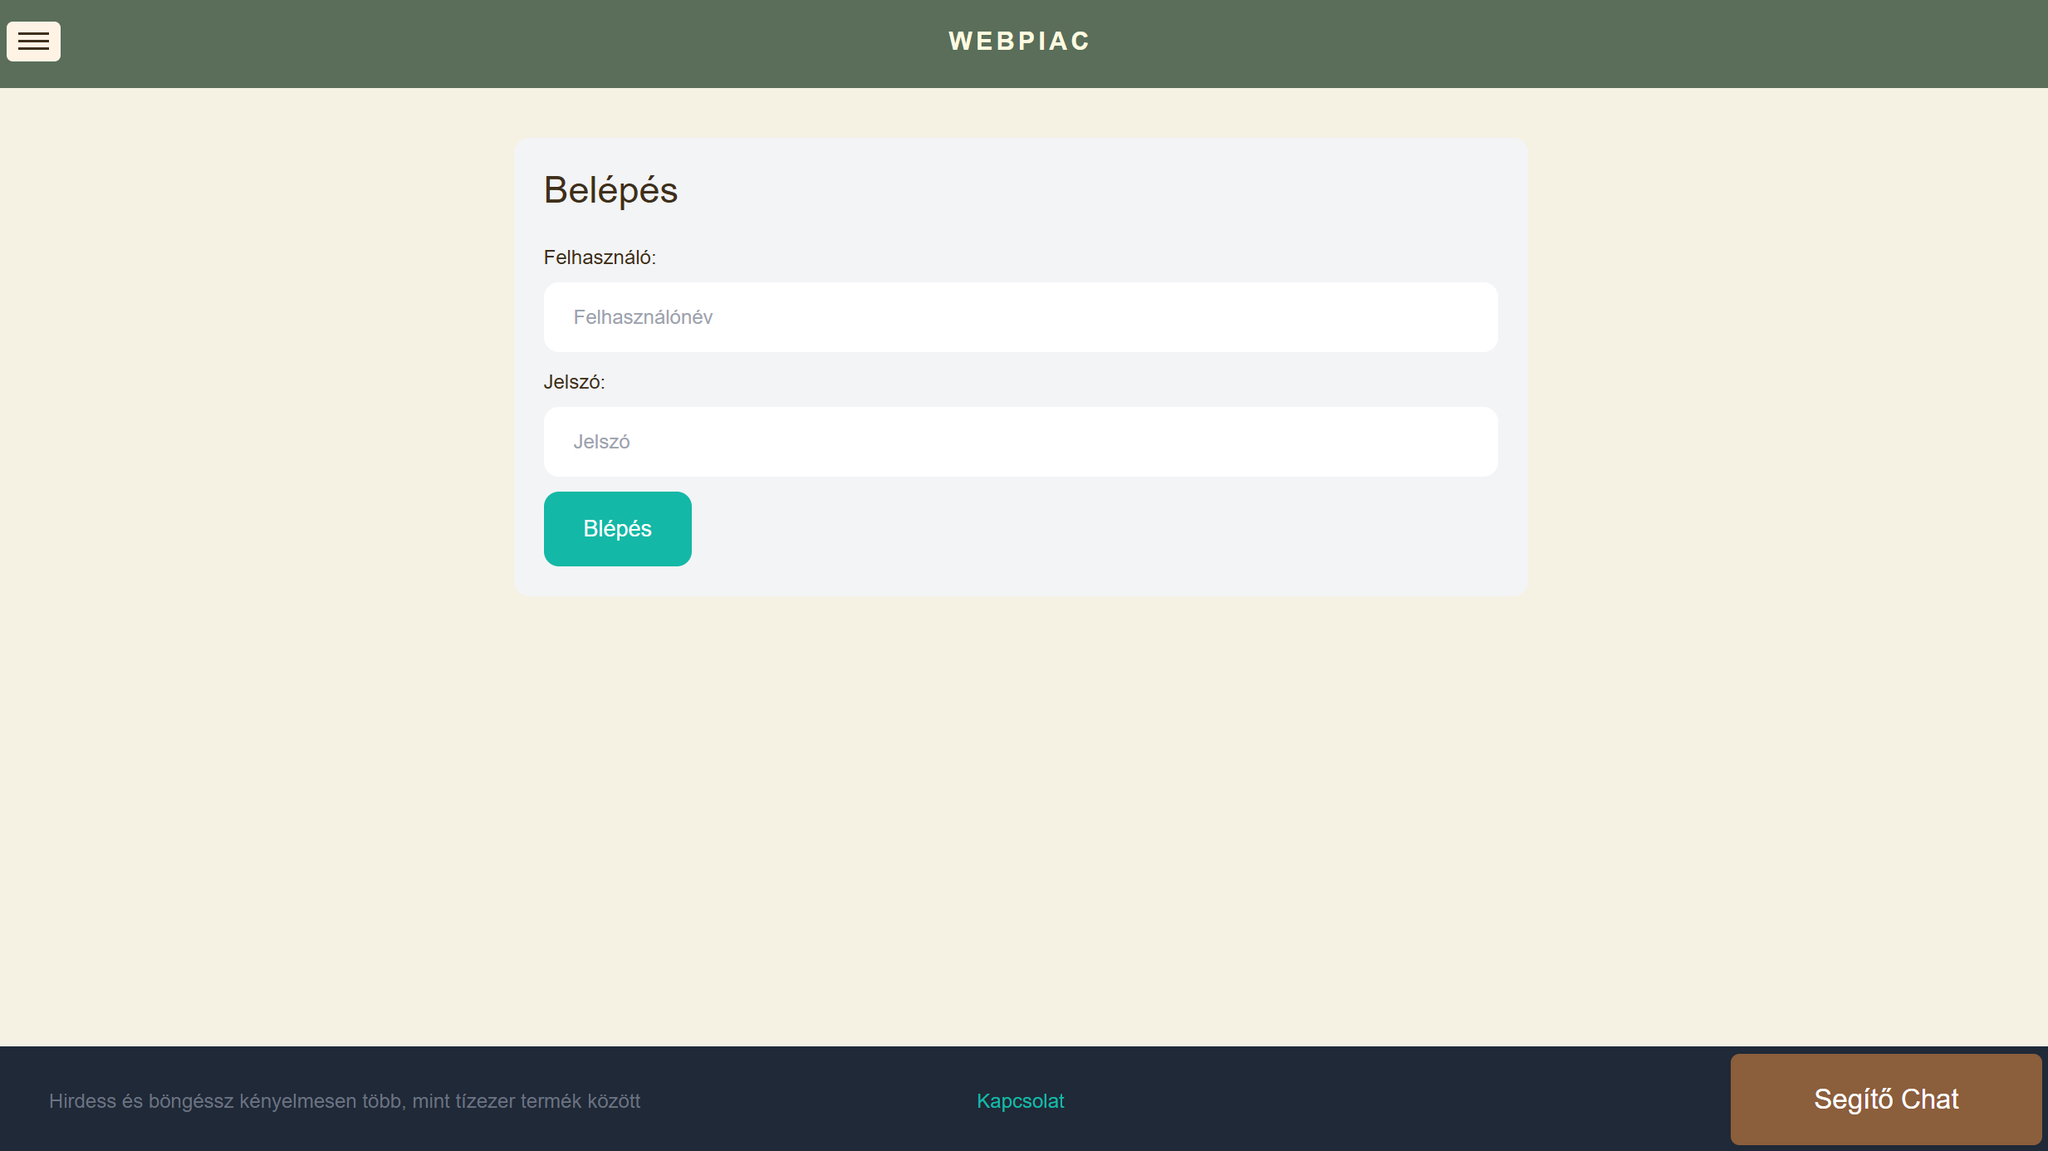 WEBPIAC
Belépés
Felhasználó:
Felhasználónév
Jelszó:
Jelszó
Blépés
Hirdess és böngéssz kényelmesen több, mint tízezer termék között
Kapcsolat
Segítő Chat